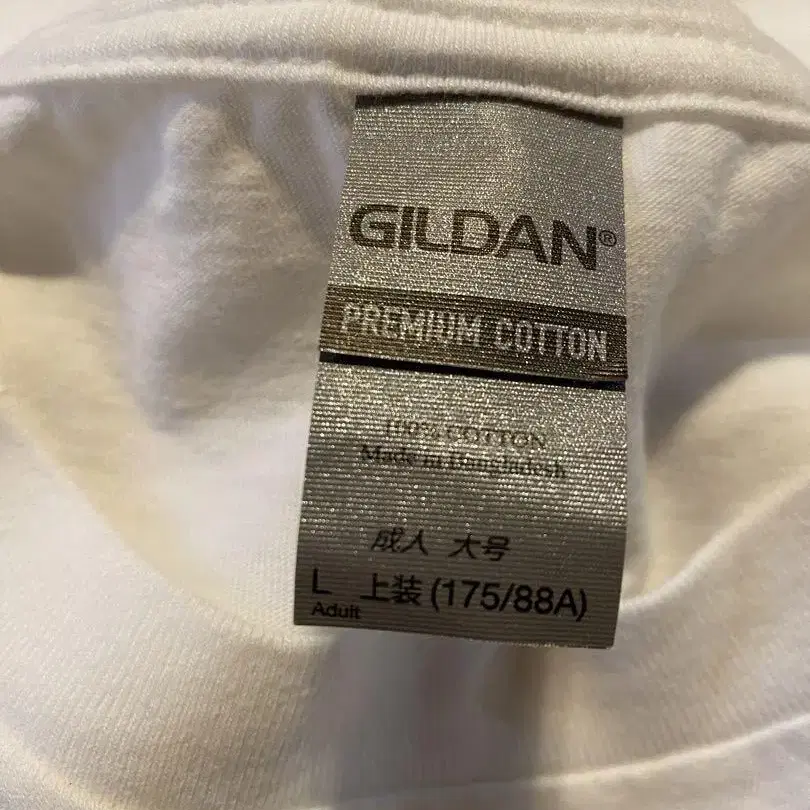 GILDAN®
PREMIUM COTTON
100% COTTON
Made in Bangladesh
成人 大号
L 上装 (175/88A)
Adult